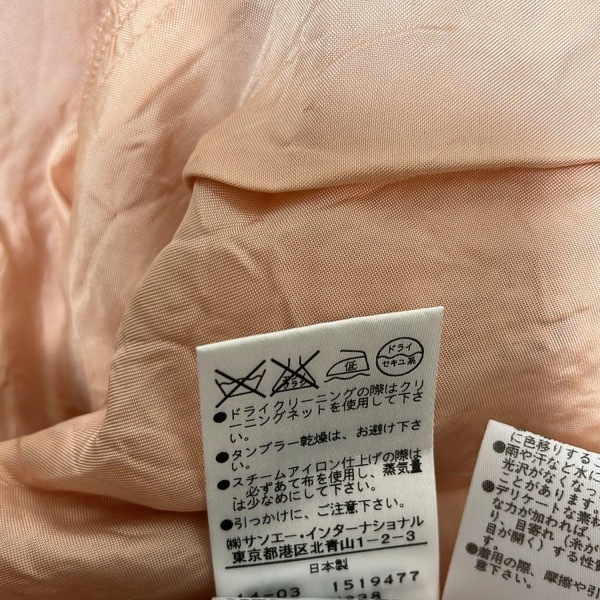 低
ドライ
セキユ系
●ドライクリーニングの際はクリ
ーニングネットを使用して下さ
い。
●タンブラー乾燥は、お避け下さ
い。
●スチームアイロン仕上げの際は
必ずあて布を使用し、蒸気量
は少なめにして下さい。
●引っかけに、ご注意下さい。
㈱サンエー・インターナショナル
東京都港区北青山1-2-3
日本製
14-03 1519477
に色移りする
●雨や汗など水に
光沢がなくなっ
ことがあります。
●デリケートな素材
な力が加われば、
り、目寄れ（糸が
目が開く）する性質
●着用の際、摩擦や引
意下さい。